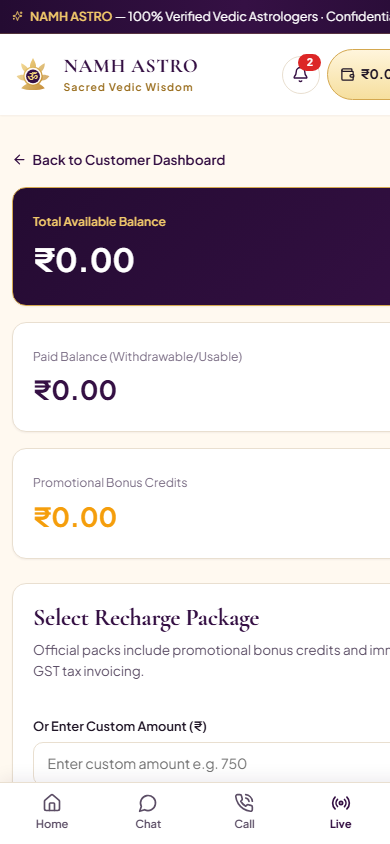 NAMH ASTRO — 100% Verified Vedic Astrologers · Confidenti
NAMH ASTRO
Sacred Vedic Wisdom
2
₹0.0
Back to Customer Dashboard
Total Available Balance
₹0.00
Paid Balance (Withdrawable/Usable)
₹0.00
Promotional Bonus Credits
₹0.00
Select Recharge Package
Official packs include promotional bonus credits and imm
GST tax invoicing.
Or Enter Custom Amount (₹)
Enter custom amount e.g. 750
Home Chat Call Live